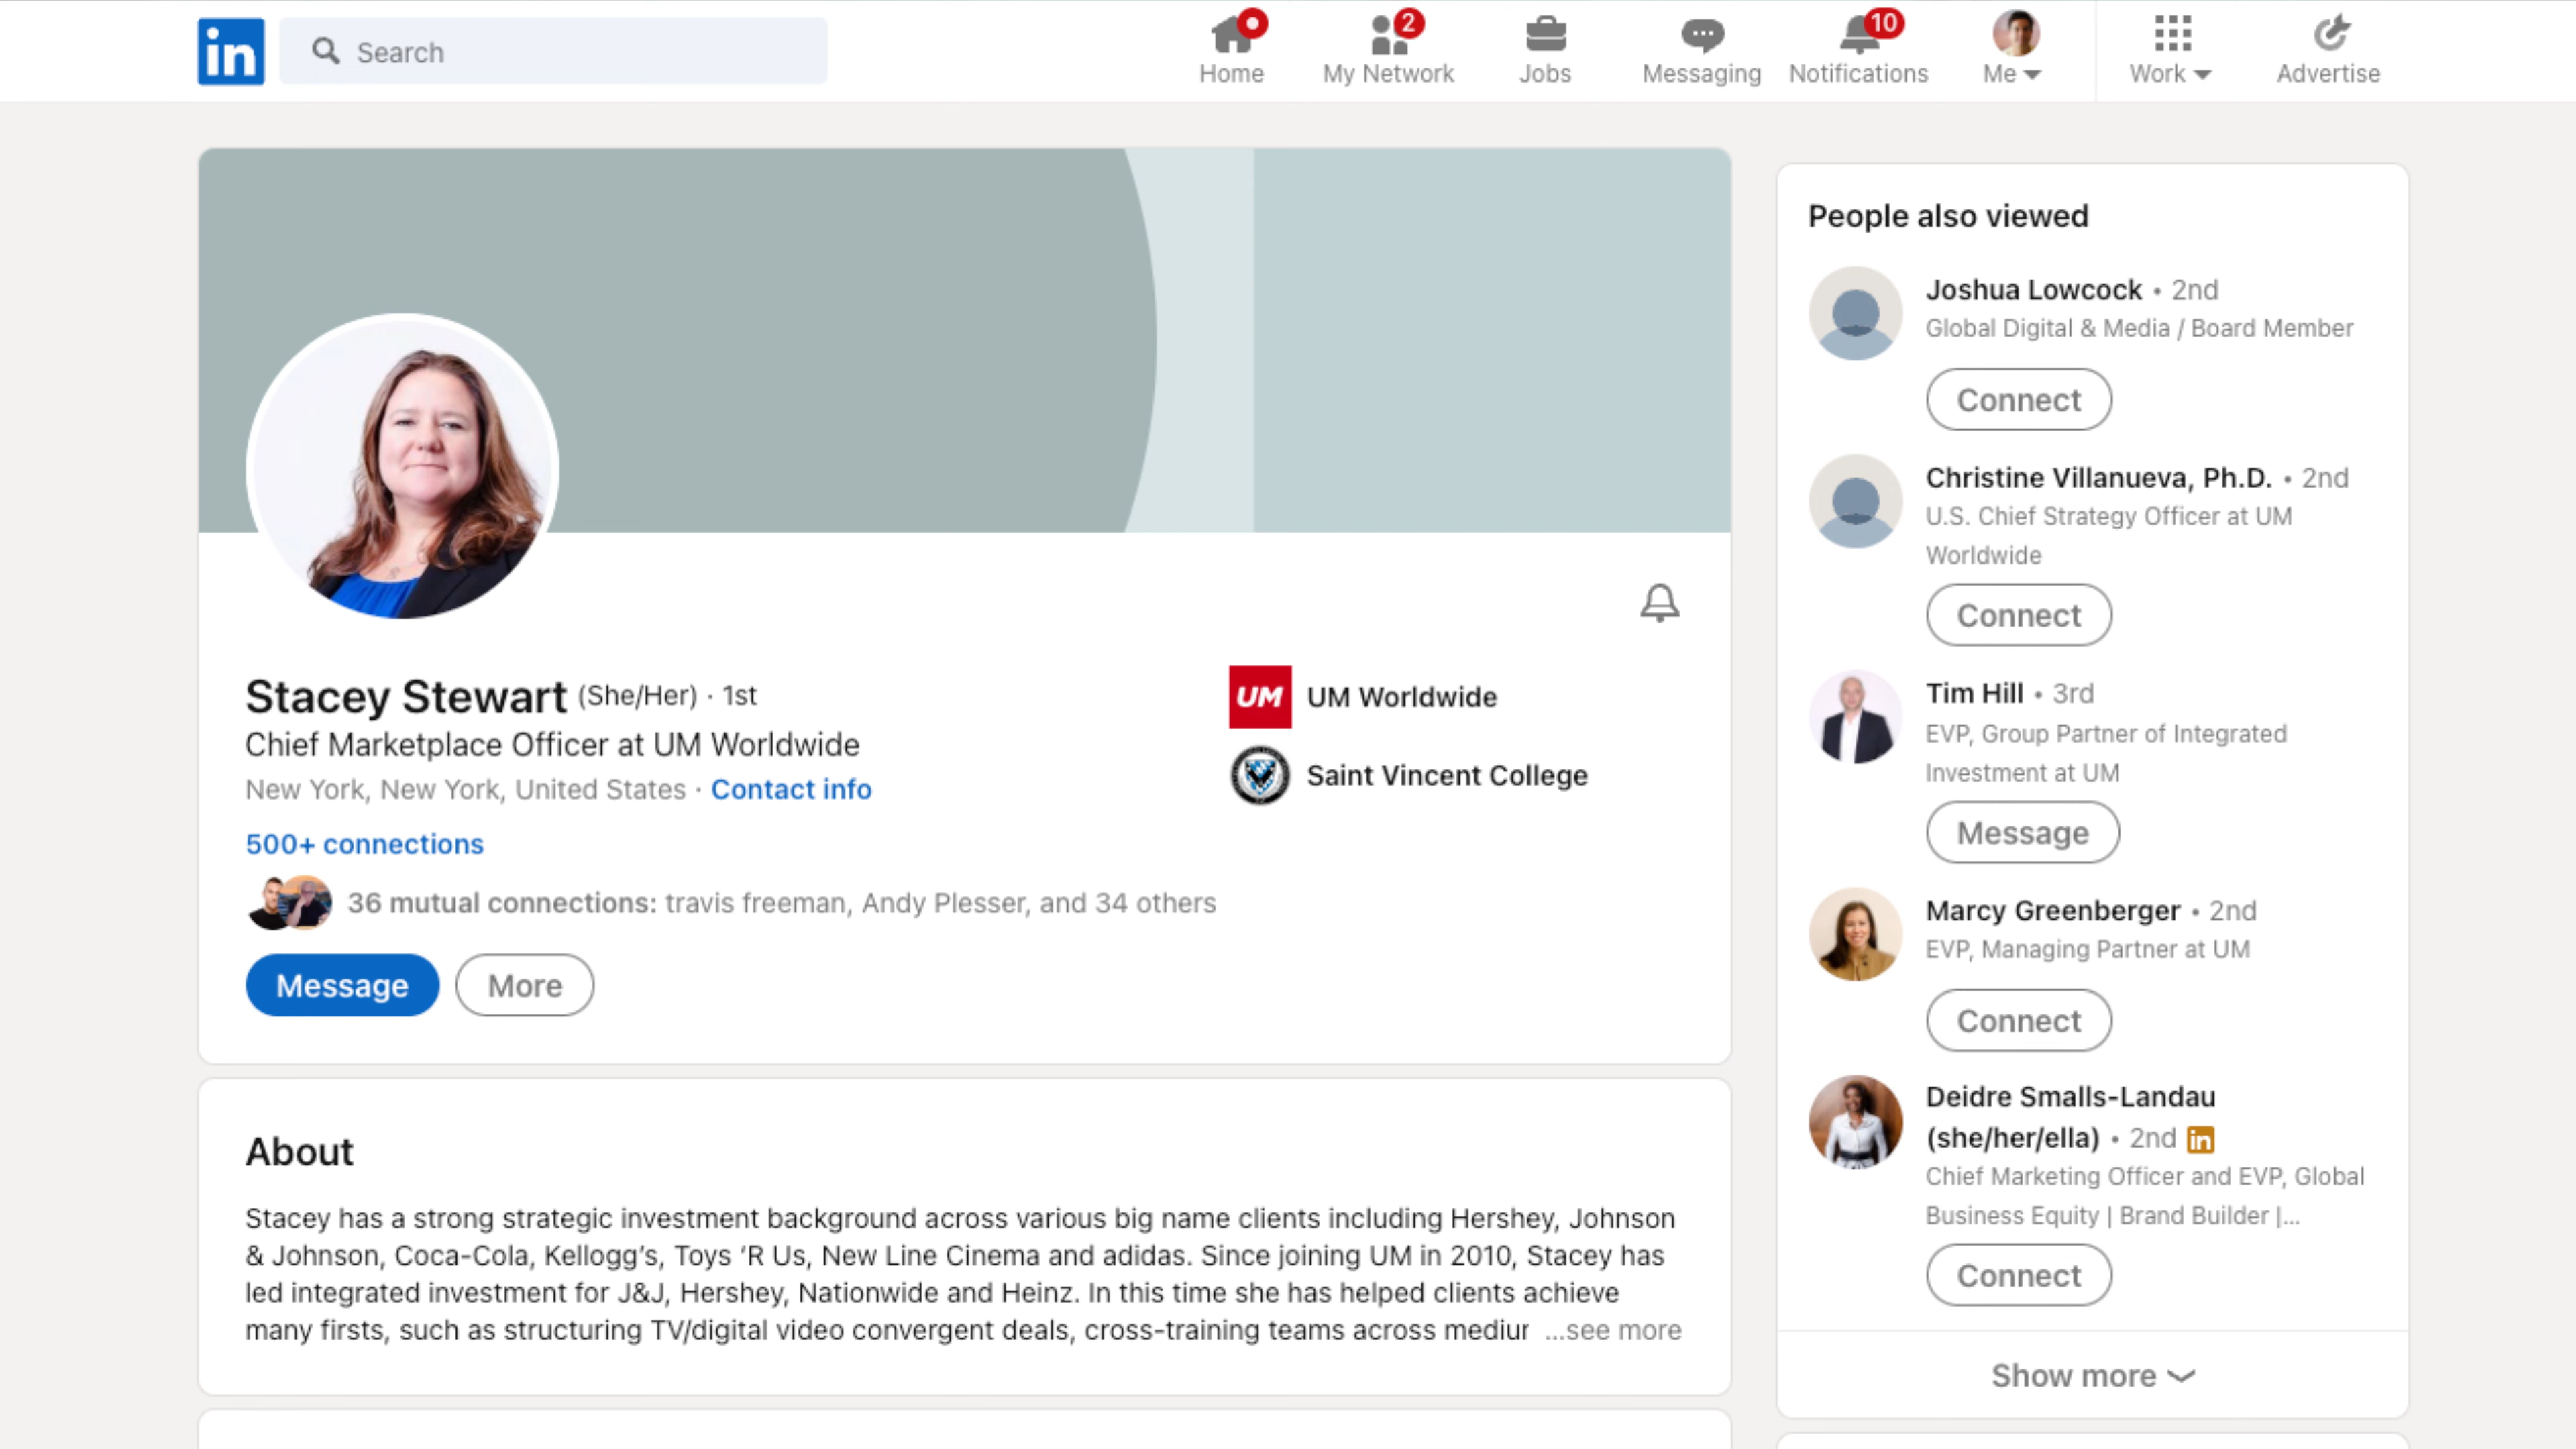 in
Search
Home
2
My Network
Jobs
Messaging
10
Notifications
Me
Work
Advertise
Stacey Stewart (She/Her) · 1st
Chief Marketplace Officer at UM Worldwide
New York, New York, United States · Contact info
500+ connections
36 mutual connections: travis freeman, Andy Plesser, and 34 others
Message
More
UM
UM Worldwide
Saint Vincent College
About
Stacey has a strong strategic investment background across various big name clients including Hershey, Johnson
& Johnson, Coca-Cola, Kellogg’s, Toys ‘R Us, New Line Cinema and adidas. Since joining UM in 2010, Stacey has
led integrated investment for J&J, Hershey, Nationwide and Heinz. In this time she has helped clients achieve
many firsts, such as structuring TV/digital video convergent deals, cross-training teams across ...see more
People also viewed
Joshua Lowcock • 2nd
Global Digital & Media / Board Member
Connect
Christine Villanueva, Ph.D. • 2nd
U.S. Chief Strategy Officer at UM
Worldwide
Connect
Tim Hill • 3rd
EVP, Group Partner of Integrated
Investment at UM
Message
Marcy Greenberger • 2nd
EVP, Managing Partner at UM
Connect
Deidre Smalls-Landau
(she/her/ella) • 2nd in
Chief Marketing Officer and EVP, Global
Business Equity | Brand Builder |...
Connect
Show more